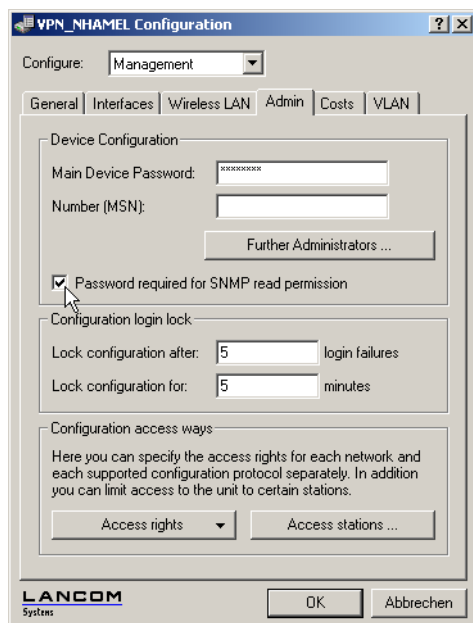 VPN_NHAMEL Configuration
Configure: Management
General Interfaces Wireless LAN Admin Costs VLAN
Device Configuration
Main Device Password: ********
Number (MSN):
Further Administrators ...
Password required for SNMP read permission
Configuration login lock
Lock configuration after: 5 login failures
Lock configuration for: 5 minutes
Configuration access ways
Here you can specify the access rights for each network and
each supported configuration protocol separately. In addition
you can limit access to the unit to certain stations.
Access rights Access stations ...
LANCOM
Systems
OK Abbrechen